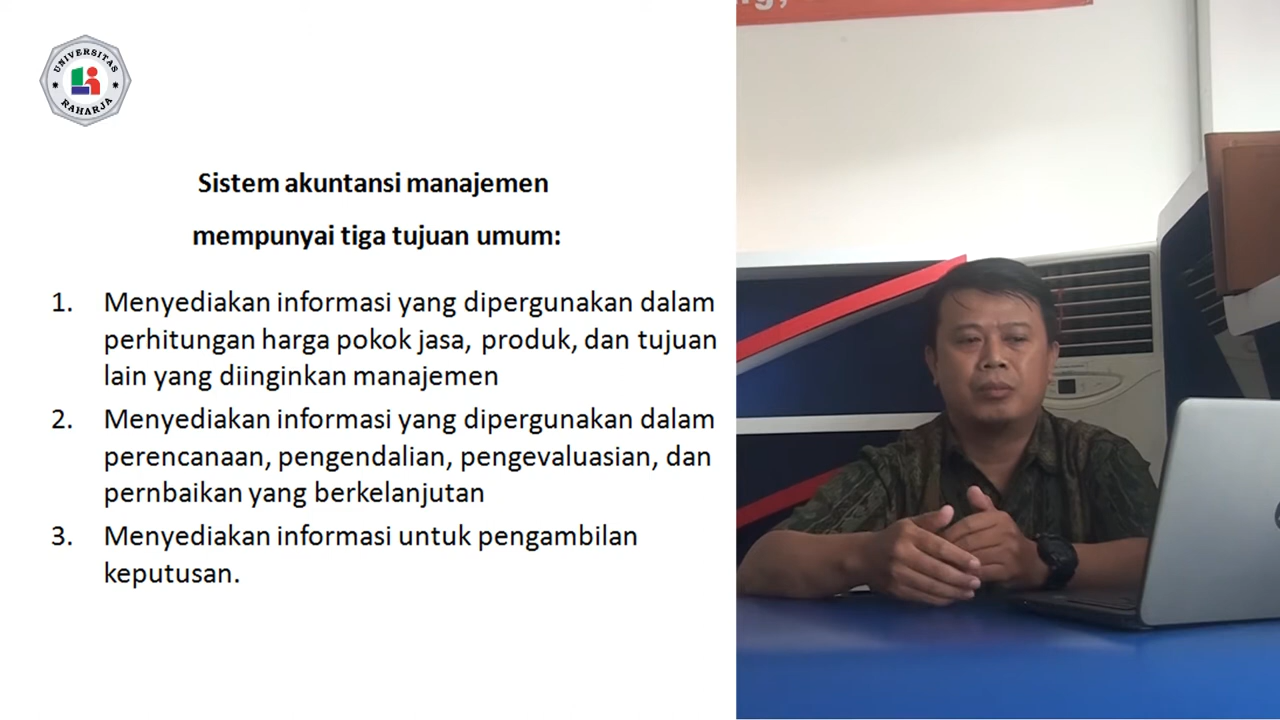 UNIVERSITAS
RAHARJA
Sistem akuntansi manajemen
mempunyai tiga tujuan umum:
1. Menyediakan informasi yang dipergunakan dalam
perhitungan harga pokok jasa, produk, dan tujuan
lain yang diinginkan manajemen
2. Menyediakan informasi yang dipergunakan dalam
perencanaan, pengendalian, pengevaluasian, dan
pernbaikan yang berkelanjutan
3. Menyediakan informasi untuk pengambilan
keputusan.